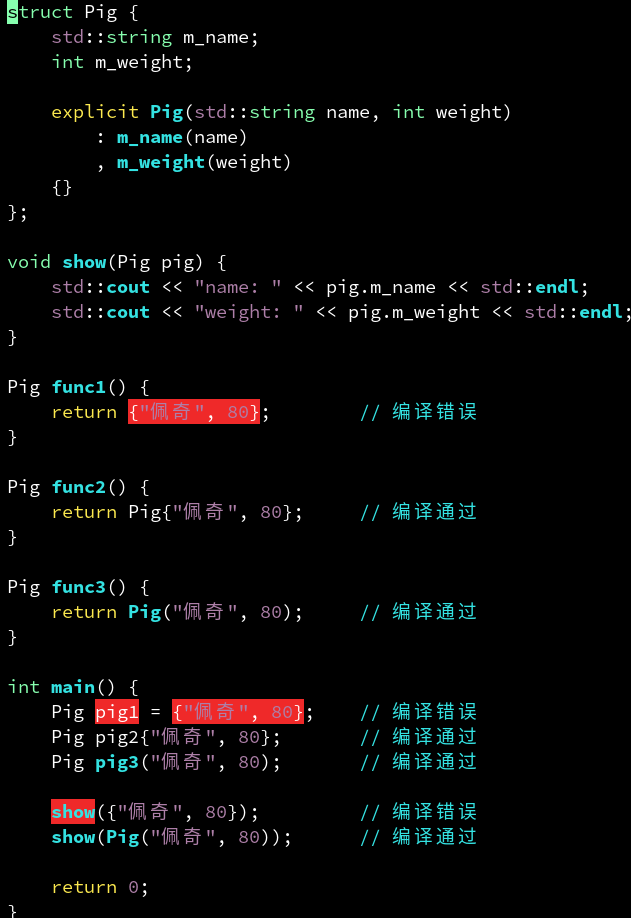 struct Pig {
    std::string m_name;
    int m_weight;

    explicit Pig(std::string name, int weight)
        : m_name(name)
        , m_weight(weight)
    {}
};

void show(Pig pig) {
    std::cout << "name: " << pig.m_name << std::endl;
    std::cout << "weight: " << pig.m_weight << std::endl;
}

Pig func1() {
    return {"佩奇", 80};        // 编译错误
}

Pig func2() {
    return Pig{"佩奇", 80};     // 编译通过
}

Pig func3() {
    return Pig("佩奇", 80);     // 编译通过
}

int main() {
    Pig pig1 = {"佩奇", 80};    // 编译错误
    Pig pig2{"佩奇", 80};       // 编译通过
    Pig pig3("佩奇", 80);       // 编译通过

    show({"佩奇", 80});         // 编译错误
    show(Pig("佩奇", 80));      // 编译通过

    return 0;
}